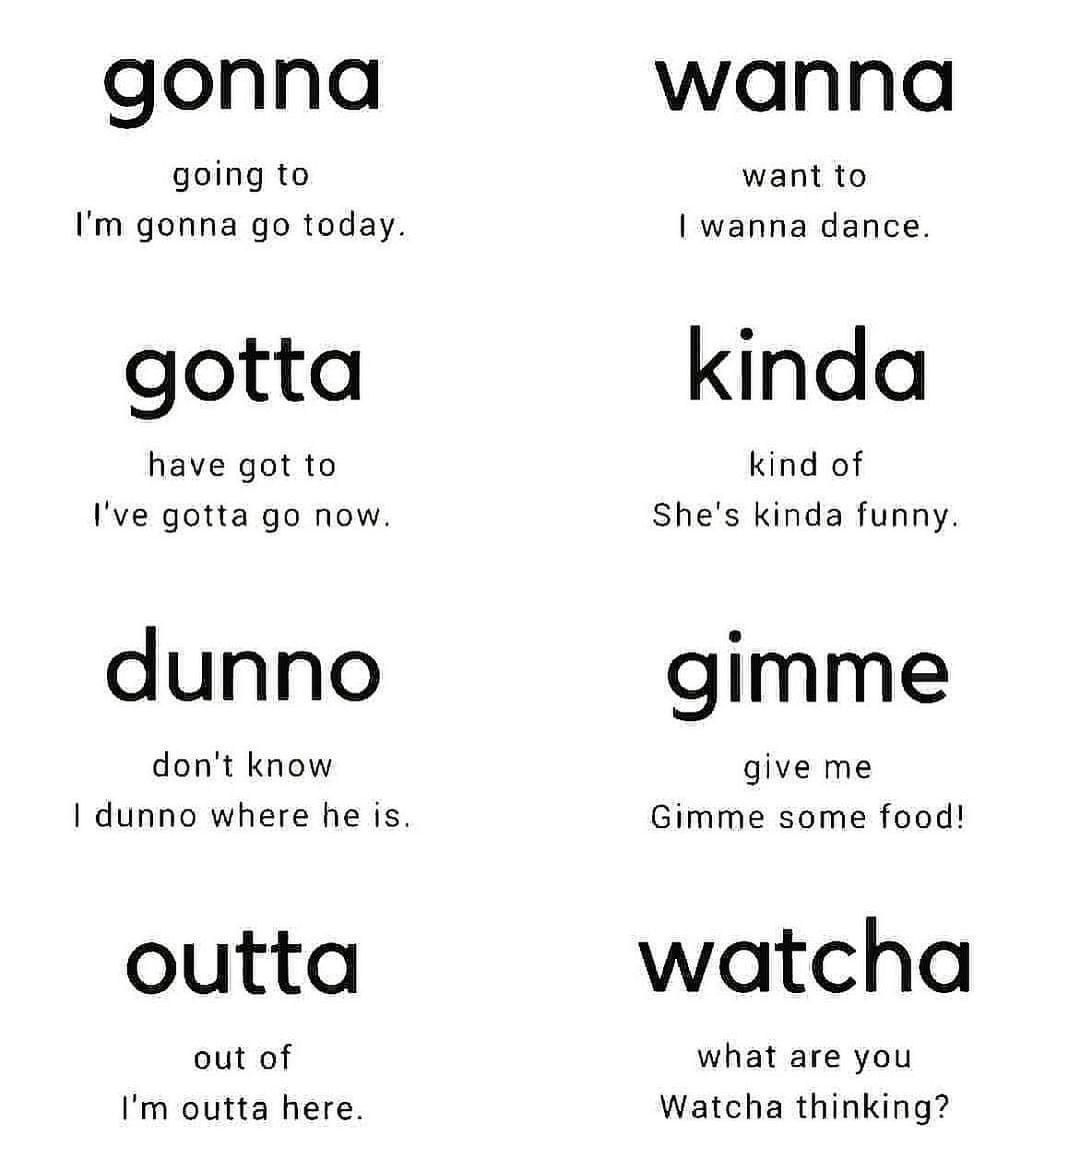 gonna
going to
I'm gonna go today.
wanna
want to
I wanna dance.
gotta
have got to
I've gotta go now.
kinda
kind of
She's kinda funny.
dunno
don't know
I dunno where he is.
gimme
give me
Gimme some food!
outta
out of
I'm outta here.
watcha
what are you
Watcha thinking?